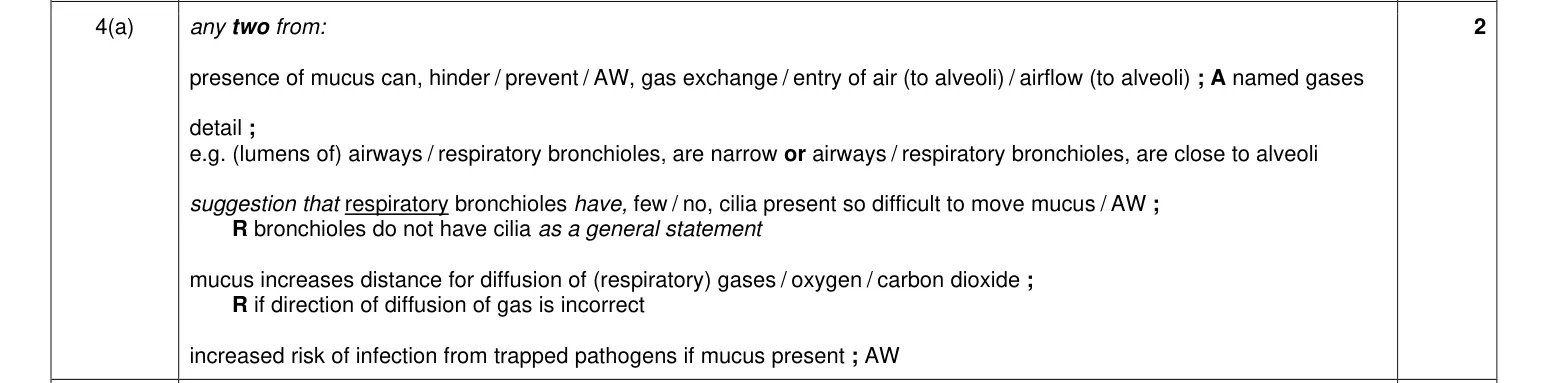 4(a) any two from: 2
presence of mucus can, hinder / prevent / AW, gas exchange / entry of air (to alveoli) / airflow (to alveoli) ; A named gases
detail ;
e.g. (lumens of) airways / respiratory bronchioles, are narrow or airways / respiratory bronchioles, are close to alveoli
suggestion that respiratory bronchioles have, few / no, cilia present so difficult to move mucus / AW ;
R bronchioles do not have cilia as a general statement
mucus increases distance for diffusion of (respiratory) gases / oxygen / carbon dioxide ;
R if direction of diffusion of gas is incorrect
increased risk of infection from trapped pathogens if mucus present ; AW